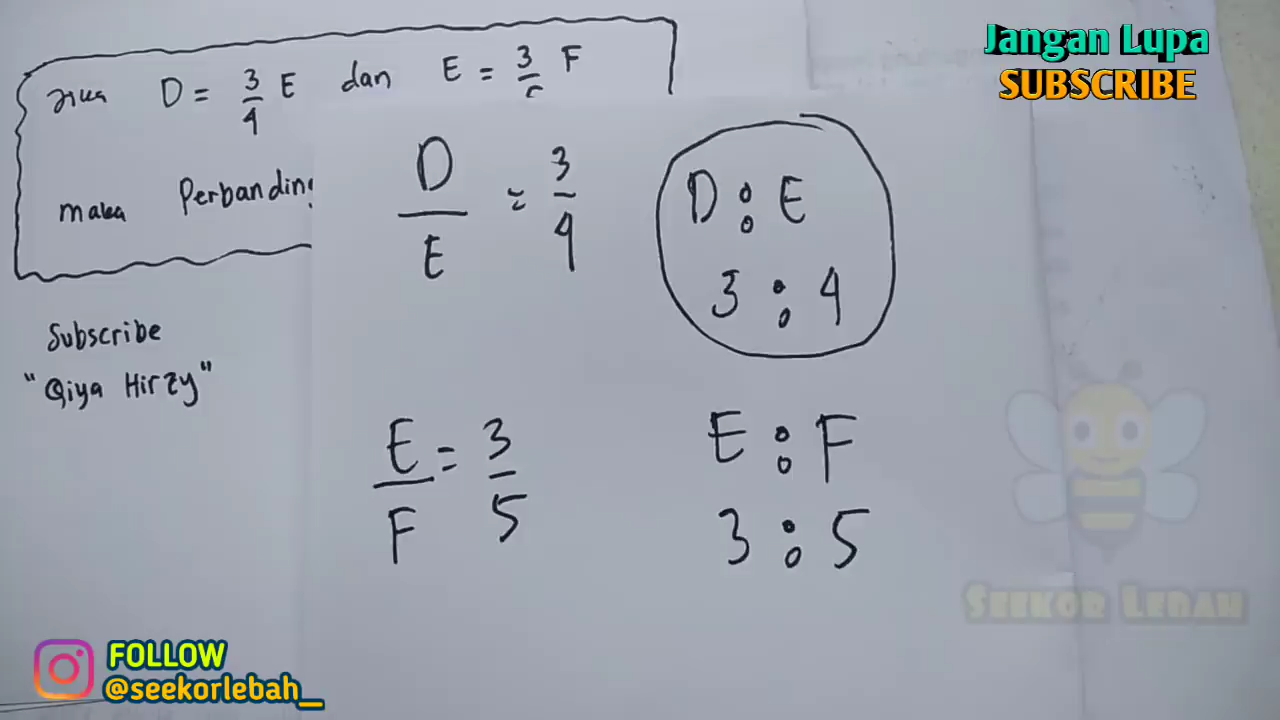 Jangan Lupa
SUBSCRIBE
Jika D = 3/4 E dan E = 3/ F
maka Perbanding
D/E = 3/4
D : E
3 : 4
Subscribe
"Qiya Hirzy"
E/F = 3/5
E : F
3 : 5
SEEKOR LEBAH
FOLLOW
@seekorlebah_